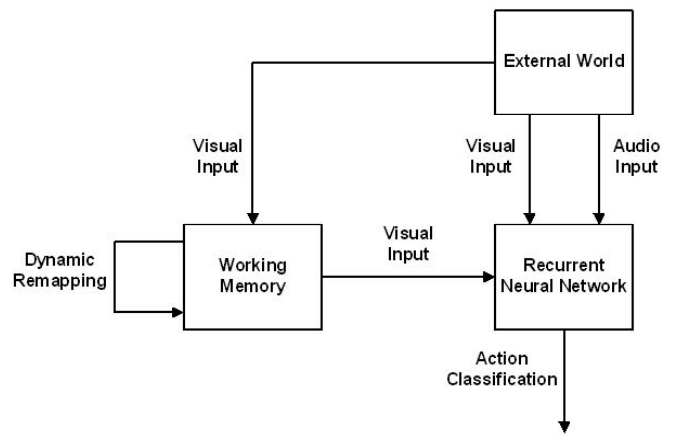 External World
Visual
Input
Visual
Input
Audio
Input
Dynamic
Remapping
Working
Memory
Visual
Input
Recurrent
Neural Network
Action
Classification